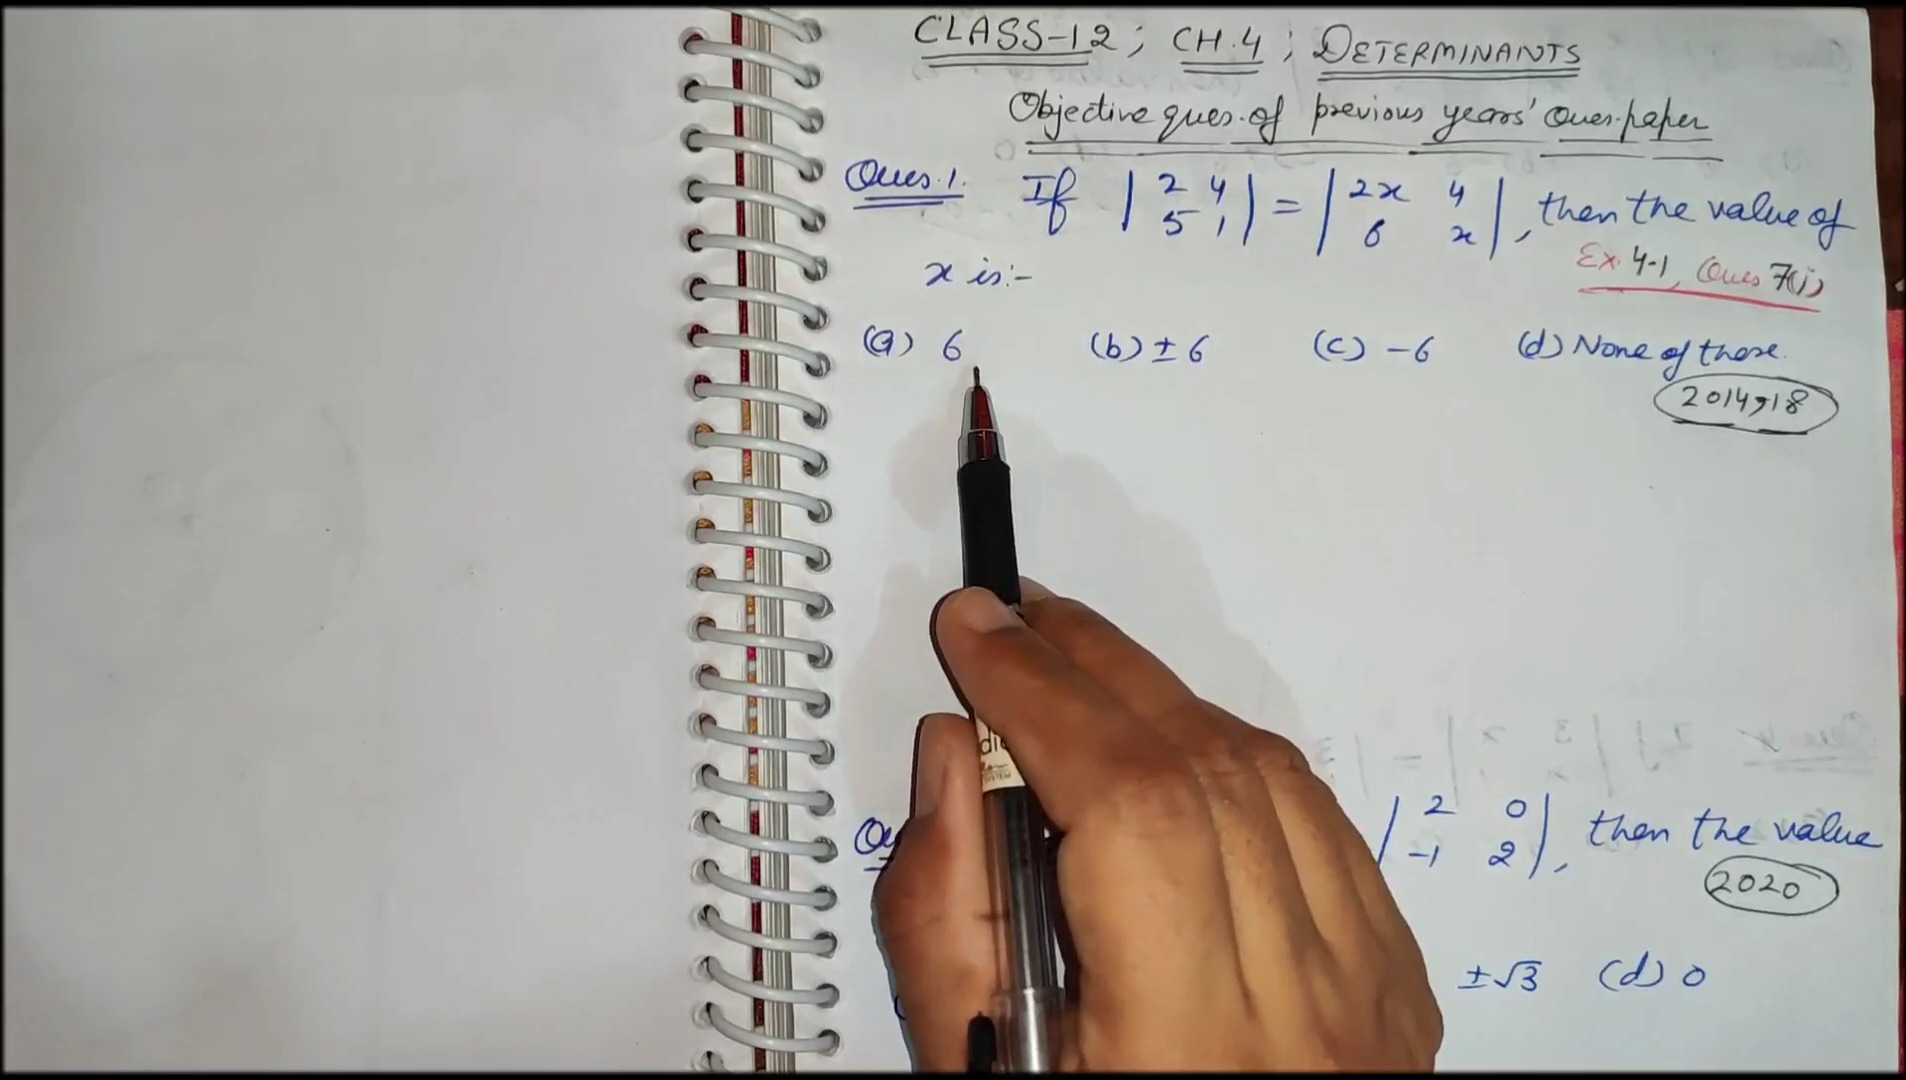 CLASS-12; CH.4; DETERMINANTS
Objective ques. of previous years' Ques. paper
Ques.1. If | 2 4 | = | 2x 4 |, then the value of
5 1 6 x
x is:-
Ex. 4.1, Ques 7(i)
(a) 6 (b) ±6 (c) -6 (d) None of these.
2014,18
| 2 0 |, then the value
-1 2
2020
±√3 (d) 0